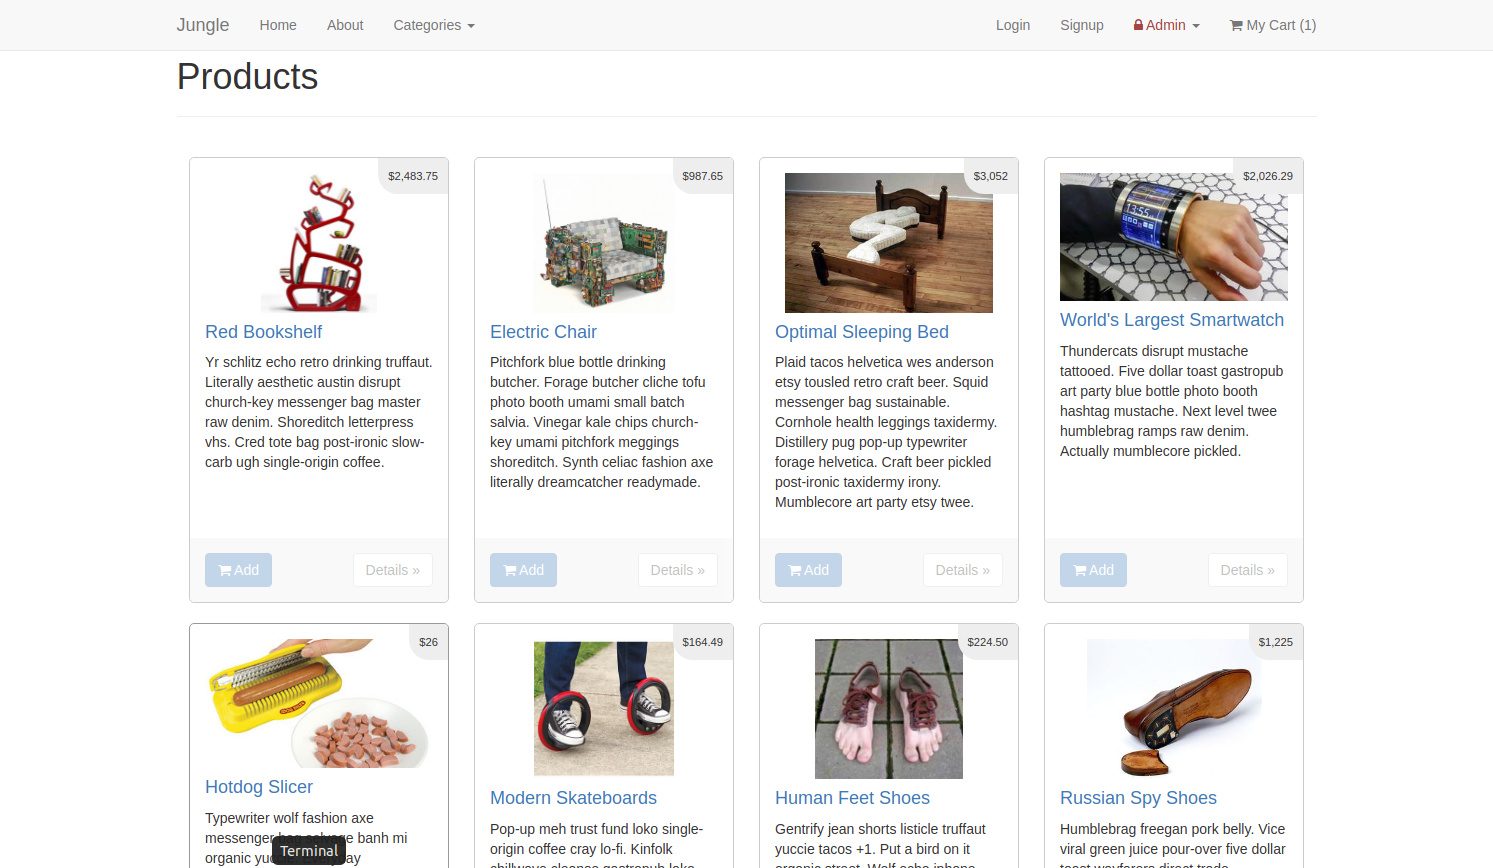 Jungle Home About Categories Login Signup Admin My Cart (1)
Products
$2,483.75
Red Bookshelf
Yr schlitz echo retro drinking truffaut.
Literally aesthetic austin disrupt
church-key messenger bag master
raw denim. Shoreditch letterpress
vhs. Cred tote bag post-ironic slow-
carb ugh single-origin coffee.
Add Details »
$987.65
Electric Chair
Pitchfork blue bottle drinking
butcher. Forage butcher cliche tofu
photo booth umami small batch
salvia. Vinegar kale chips church-
key umami pitchfork meggings
shoreditch. Synth celiac fashion axe
literally dreamcatcher readymade.
Add Details »
$3,052
Optimal Sleeping Bed
Plaid tacos helvetica wes anderson
etsy tousled retro craft beer. Squid
messenger bag sustainable.
Cornhole health leggings taxidermy.
Distillery pug pop-up typewriter
forage helvetica. Craft beer pickled
post-ironic taxidermy irony.
Mumblecore art party etsy twee.
Add Details »
$2,026.29
13:55
World's Largest Smartwatch
Thundercats disrupt mustache
tattooed. Five dollar toast gastropub
art party blue bottle photo booth
hashtag mustache. Next level twee
humblebrag ramps raw denim.
Actually mumblecore pickled.
Add Details »
$26
Hotdog Slicer
Typewriter wolf fashion axe
messenger banh mi
organic
Terminal
$164.49
Modern Skateboards
Pop-up meh trust fund loko single-
origin coffee cray lo-fi. Kinfolk
$224.50
Human Feet Shoes
Gentrify jean shorts listicle truffaut
yuccie tacos +1. Put a bird on it
$1,225
Russian Spy Shoes
Humblebrag freegan pork belly. Vice
viral green juice pour-over five dollar